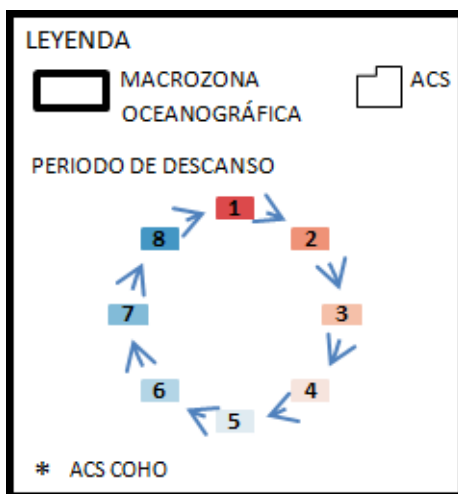 LEYENDA
MACROZONA
OCEANOGRÁFICA
ACS
PERIODO DE DESCANSO
1
2
3
4
5
6
7
8
* ACS COHO